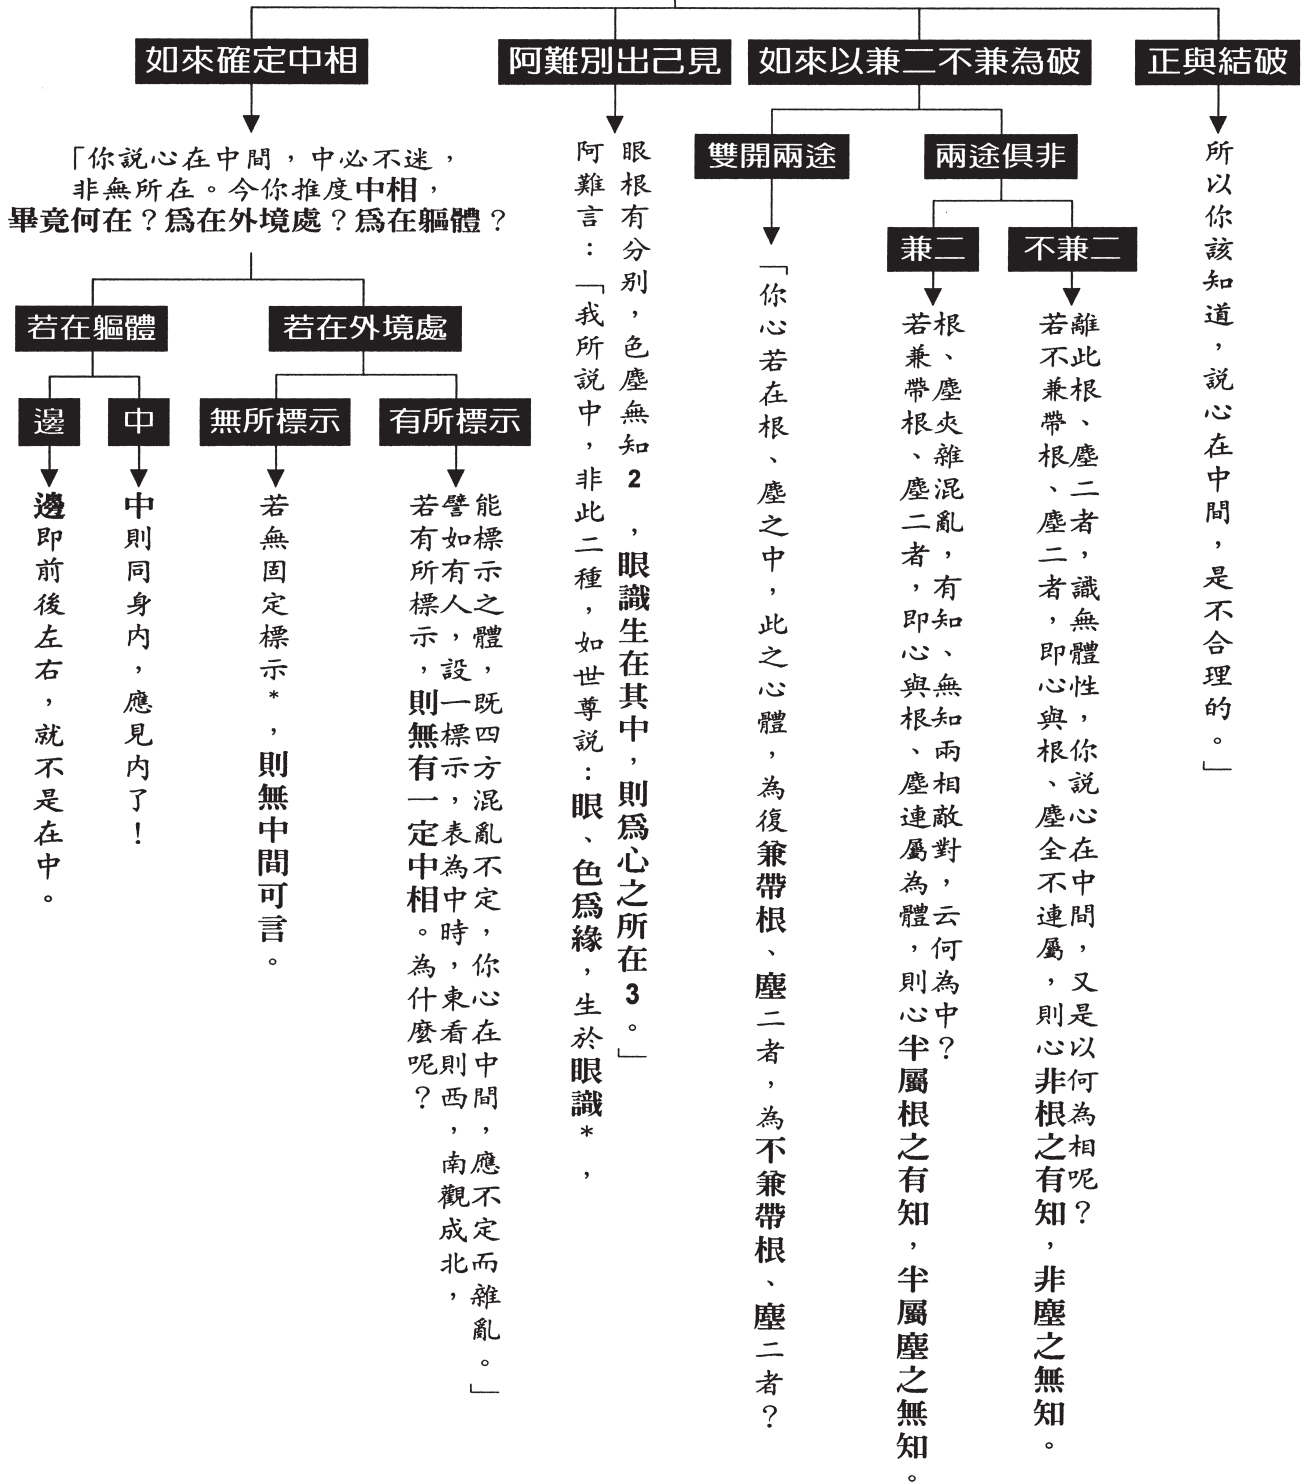 如來確定中相
「你說心在中間，中必不迷，
非無所在。今你推度中相，
畢竟何在？爲在外境處？爲在軀體？
若在軀體
邊
邊即前後左右，就不是在中。
中
中則同身內，應見內了！
若在外境處
無所標示
若無固定標示*，則無中間可言。
有所標示
若有所標示，則無有一定中相。為什麼呢？
譬如有人，設一標示，表為中時，東看則西，南觀成北，
能標示之體，既四方混亂不定，你心在中間，應不定而雜亂。」
阿難別出己見
阿難言：「我所說中，非此二種，如世尊說：眼、色爲緣，生於眼識*，
眼根有分別，色塵無知2，眼識生在其中，則爲心之所在3。」
如來以兼二不兼為破
雙開兩途
「你心若在根、塵之中，此之心體，為復兼帶根、塵二者，為不兼帶根、塵二者？
兩途俱非
兼二
若兼帶根、塵二者，即心與根、塵連屬為體，則心半屬根之有知，半屬塵之無知。
根、塵夾雜混亂，有知、無知兩相敵對，云何為中？
不兼二
若不兼帶根、塵二者，即心與根、塵全不連屬，則心非根之有知，非塵之無知。
離此根、塵二者，識無體性，你說心在中間，又是以何為相呢？
正與結破
所以你該知道，說心在中間，是不合理的。」